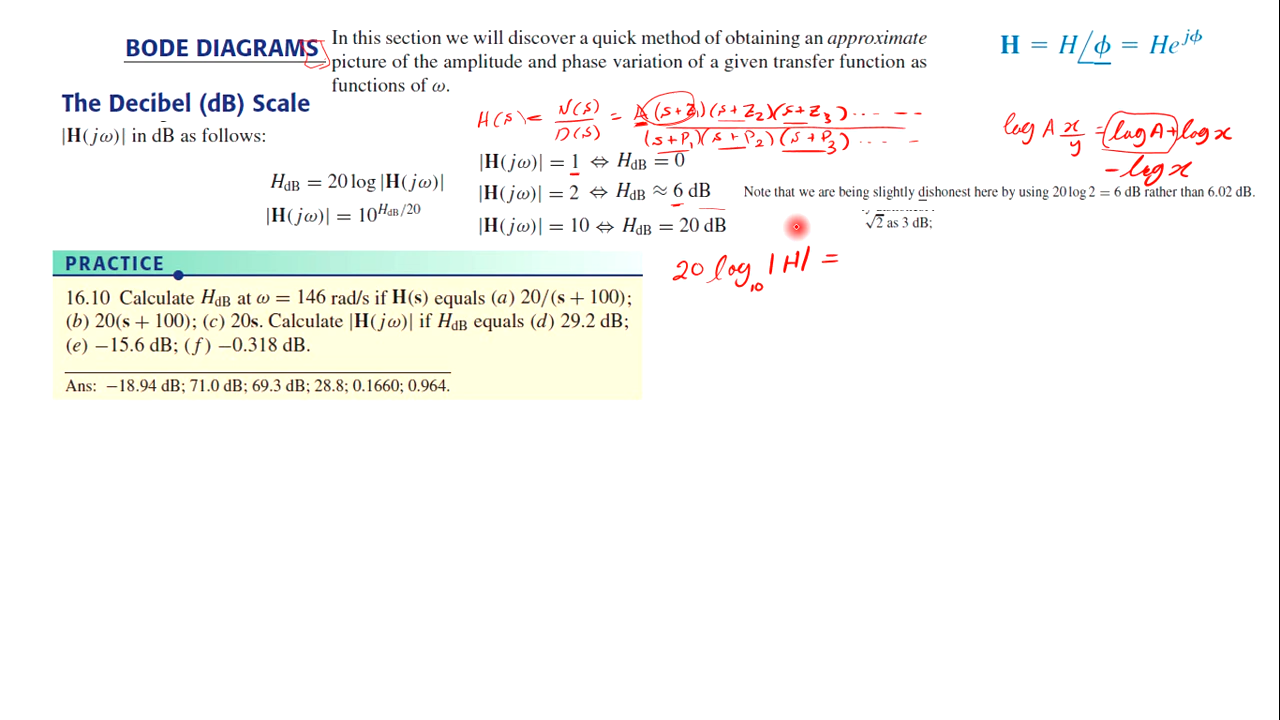 BODE DIAGRAMS
In this section we will discover a quick method of obtaining an approximate
picture of the amplitude and phase variation of a given transfer function as
functions of ω.
H = H/ϕ = He^jϕ
The Decibel (dB) Scale
|H(jω)| in dB as follows:
H(s) = N(s)/D(s) = A(s+Z1)(s+Z2)(s+Z3)... --
(s+P1)(s+P2)(s+P3)...
log A x/y = log A + log x
- log x
H_dB = 20 log |H(jω)|
|H(jω)| = 10^(H_dB/20)
|H(jω)| = 1 ⇔ H_dB = 0
|H(jω)| = 2 ⇔ H_dB ≈ 6 dB
|H(jω)| = 10 ⇔ H_dB = 20 dB
Note that we are being slightly dishonest here by using 20 log 2 = 6 dB rather than 6.02 dB.
√2 as 3 dB;
20 log10 |H| =
PRACTICE
16.10 Calculate H_dB at ω = 146 rad/s if H(s) equals (a) 20/(s + 100);
(b) 20(s + 100); (c) 20s. Calculate |H(jω)| if H_dB equals (d) 29.2 dB;
(e) −15.6 dB; (f) −0.318 dB.
Ans: −18.94 dB; 71.0 dB; 69.3 dB; 28.8; 0.1660; 0.964.